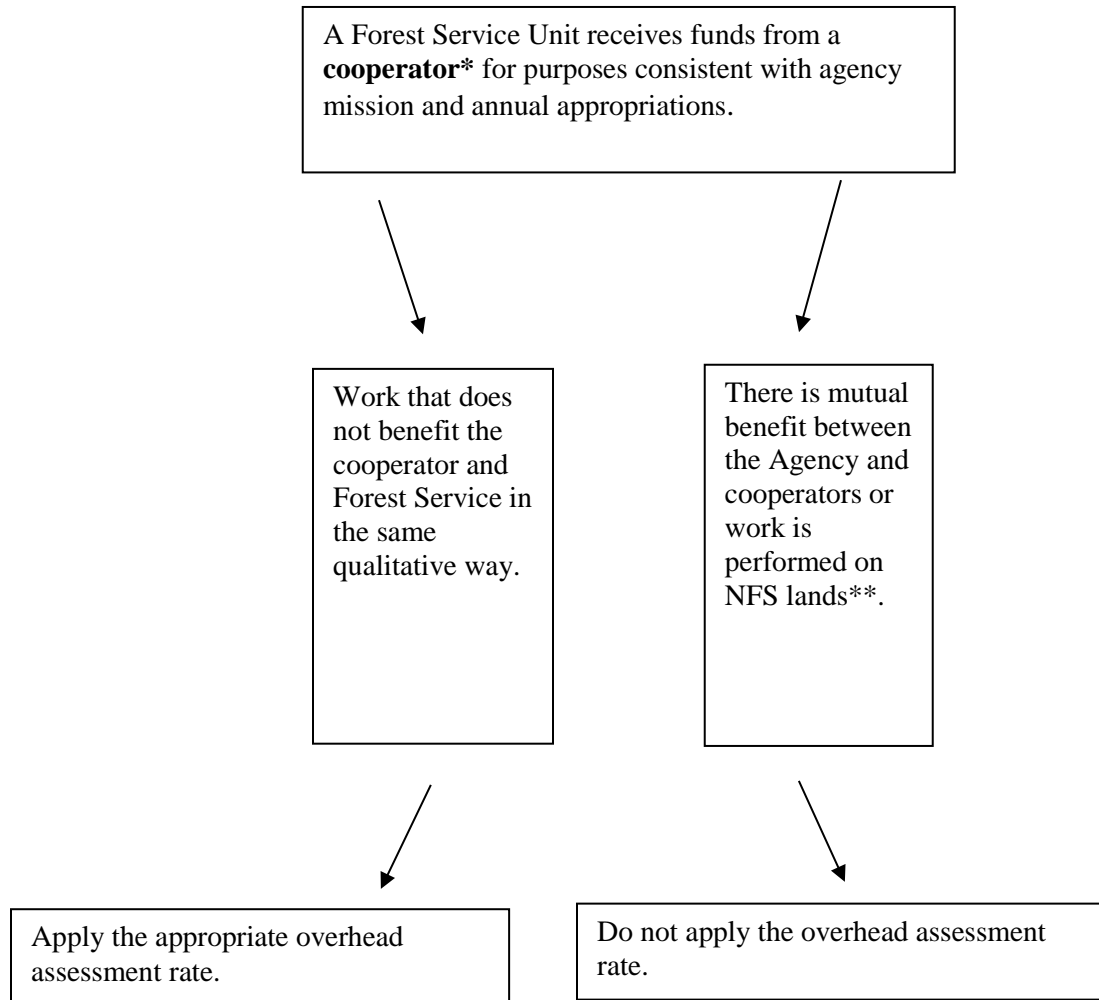 A Forest Service Unit receives funds from a
cooperator* for purposes consistent with agency
mission and annual appropriations.
Work that does
not benefit the
cooperator and
Forest Service in
the same
qualitative way.
There is mutual
benefit between
the Agency and
cooperators or
work is
performed on
NFS lands**.
Apply the appropriate overhead
assessment rate.
Do not apply the overhead assessment
rate.